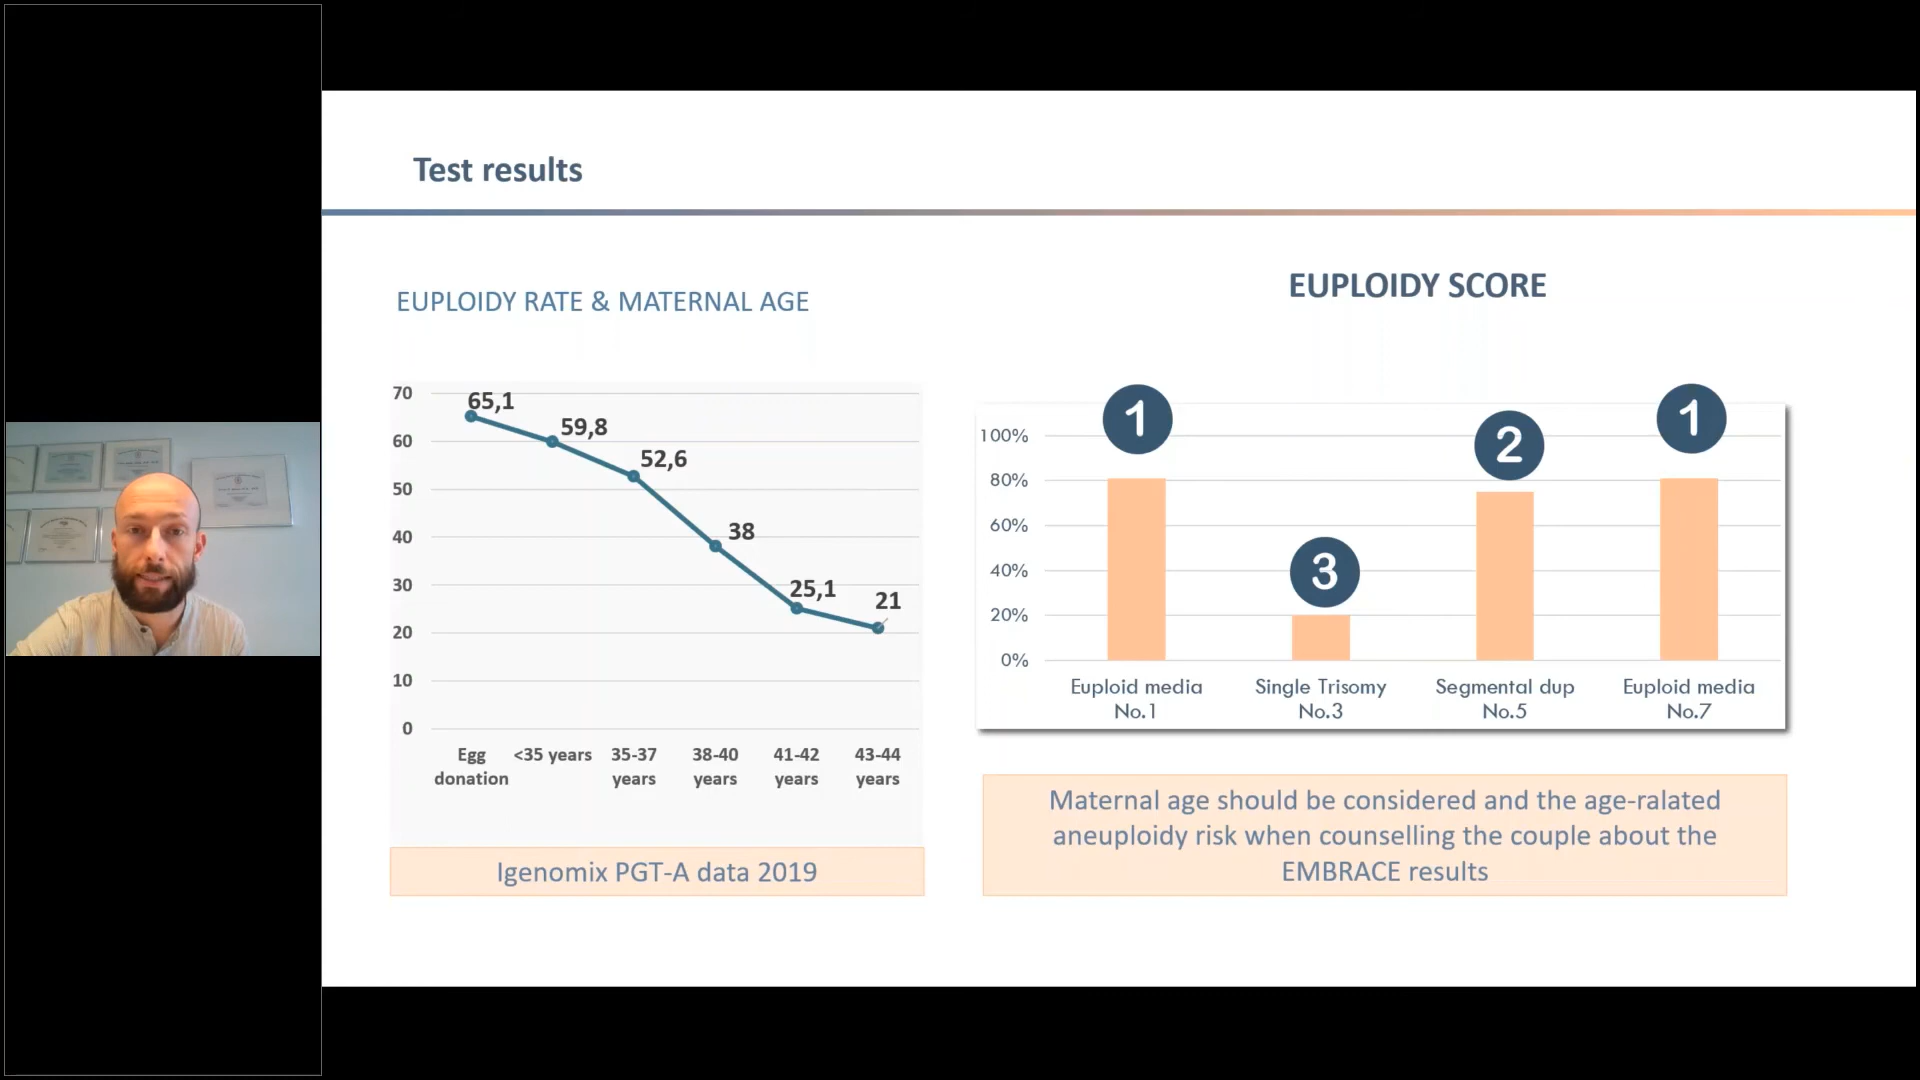 Test results
EUPLOIDY RATE & MATERNAL AGE
70
60
50
40
30
20
10
0
65,1
59,8
52,6
38
25,1
21
Egg
donation
<35 years
35-37
years
38-40
years
41-42
years
43-44
years
Igenomix PGT-A data 2019
EUPLOIDY SCORE
100%
80%
60%
40%
20%
0%
1
3
2
1
Euploid media
No.1
Single Trisomy
No.3
Segmental dup
No.5
Euploid media
No.7
Maternal age should be considered and the age-ralated
aneuploidy risk when counselling the couple about the
EMBRACE results